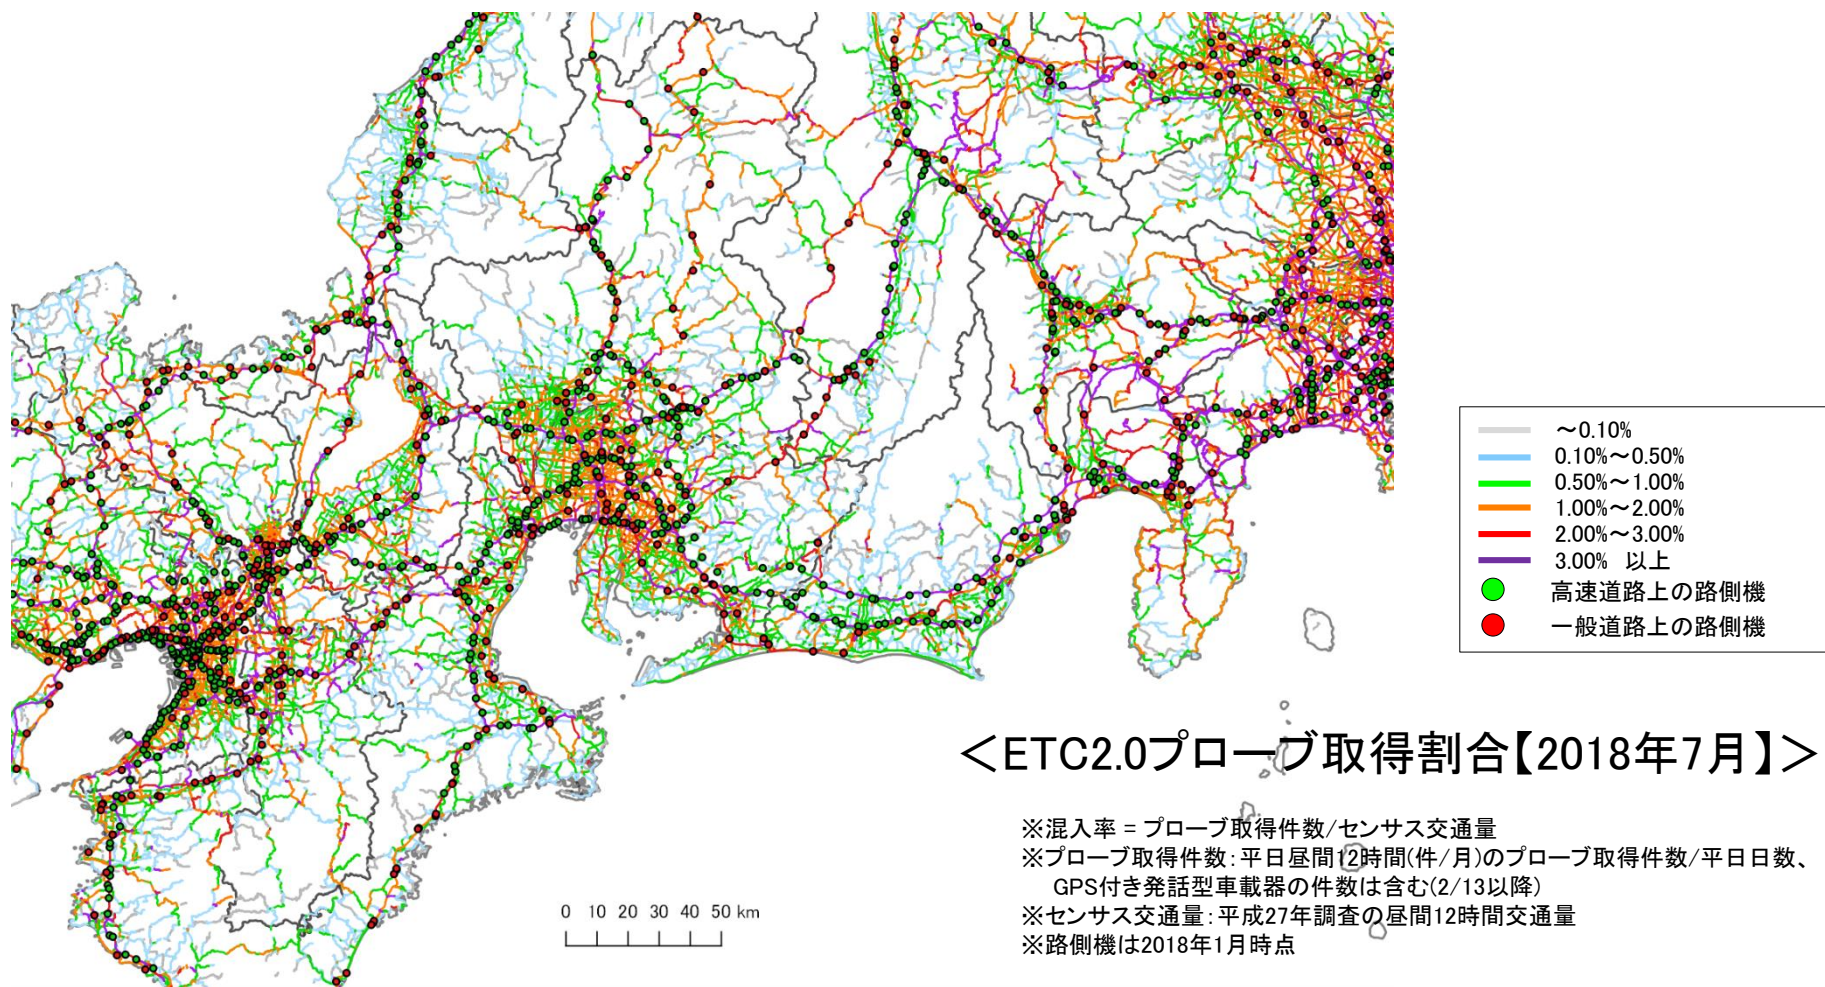 ～0.10%
0.10%～0.50%
0.50%～1.00%
1.00%～2.00%
2.00%～3.00%
3.00% 以上
高速道路上の路側機
一般道路上の路側機
＜ETC2.0プローブ取得割合【2018年7月】＞
※混入率 = プローブ取得件数/センサス交通量
※プローブ取得件数：平日昼間12時間(件/月)のプローブ取得件数/平日日数、
GPS付き発話型車載器の件数は含む(2/13以降)
※センサス交通量：平成27年調査の昼間12時間交通量
※路側機は2018年1月時点
0 10 20 30 40 50 km